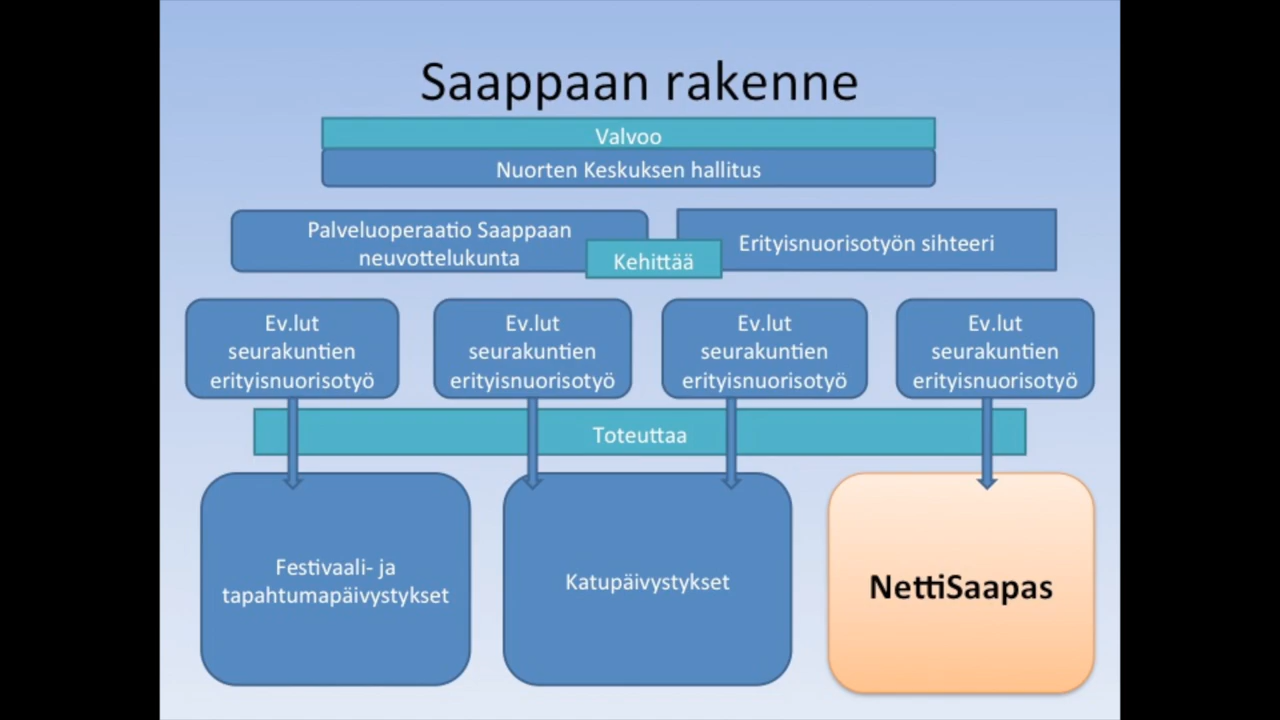 Saappaan rakenne
Valvoo
Nuorten Keskuksen hallitus
Palveluoperaatio Saappaan
neuvottelukunta
Kehittää
Erityisnuorisotyön sihteeri
Ev.lut
seurakuntien
erityisnuorisotyö
Ev.lut
seurakuntien
erityisnuorisotyö
Ev.lut
seurakuntien
erityisnuorisotyö
Ev.lut
seurakuntien
erityisnuorisotyö
Toteuttaa
Festivaali- ja
tapahtumapäivystykset
Katupäivystykset
NettiSaapas